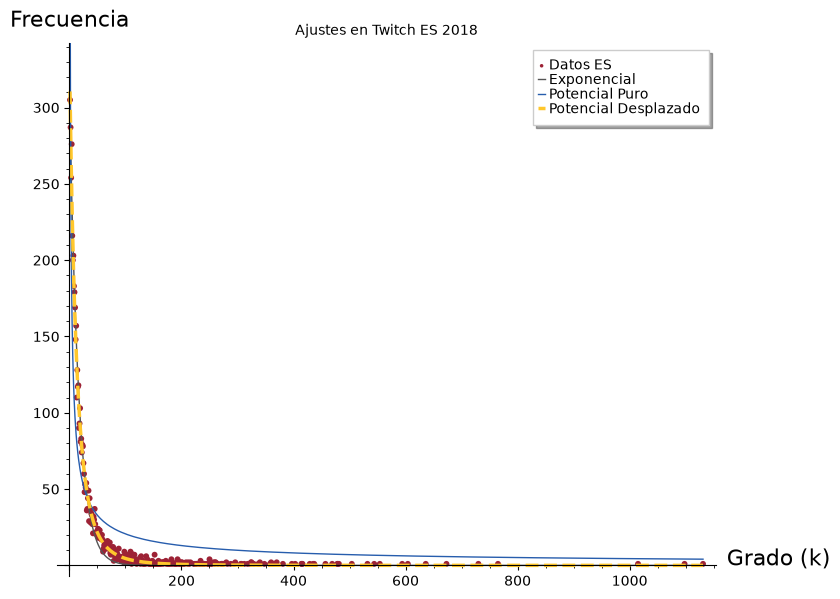 Frecuencia
Ajustes en Twitch ES 2018
Datos ES
Exponencial
Potencial Puro
Potencial Desplazado
300
250
200
150
100
50
Grado (k)
200 400 600 800 1000